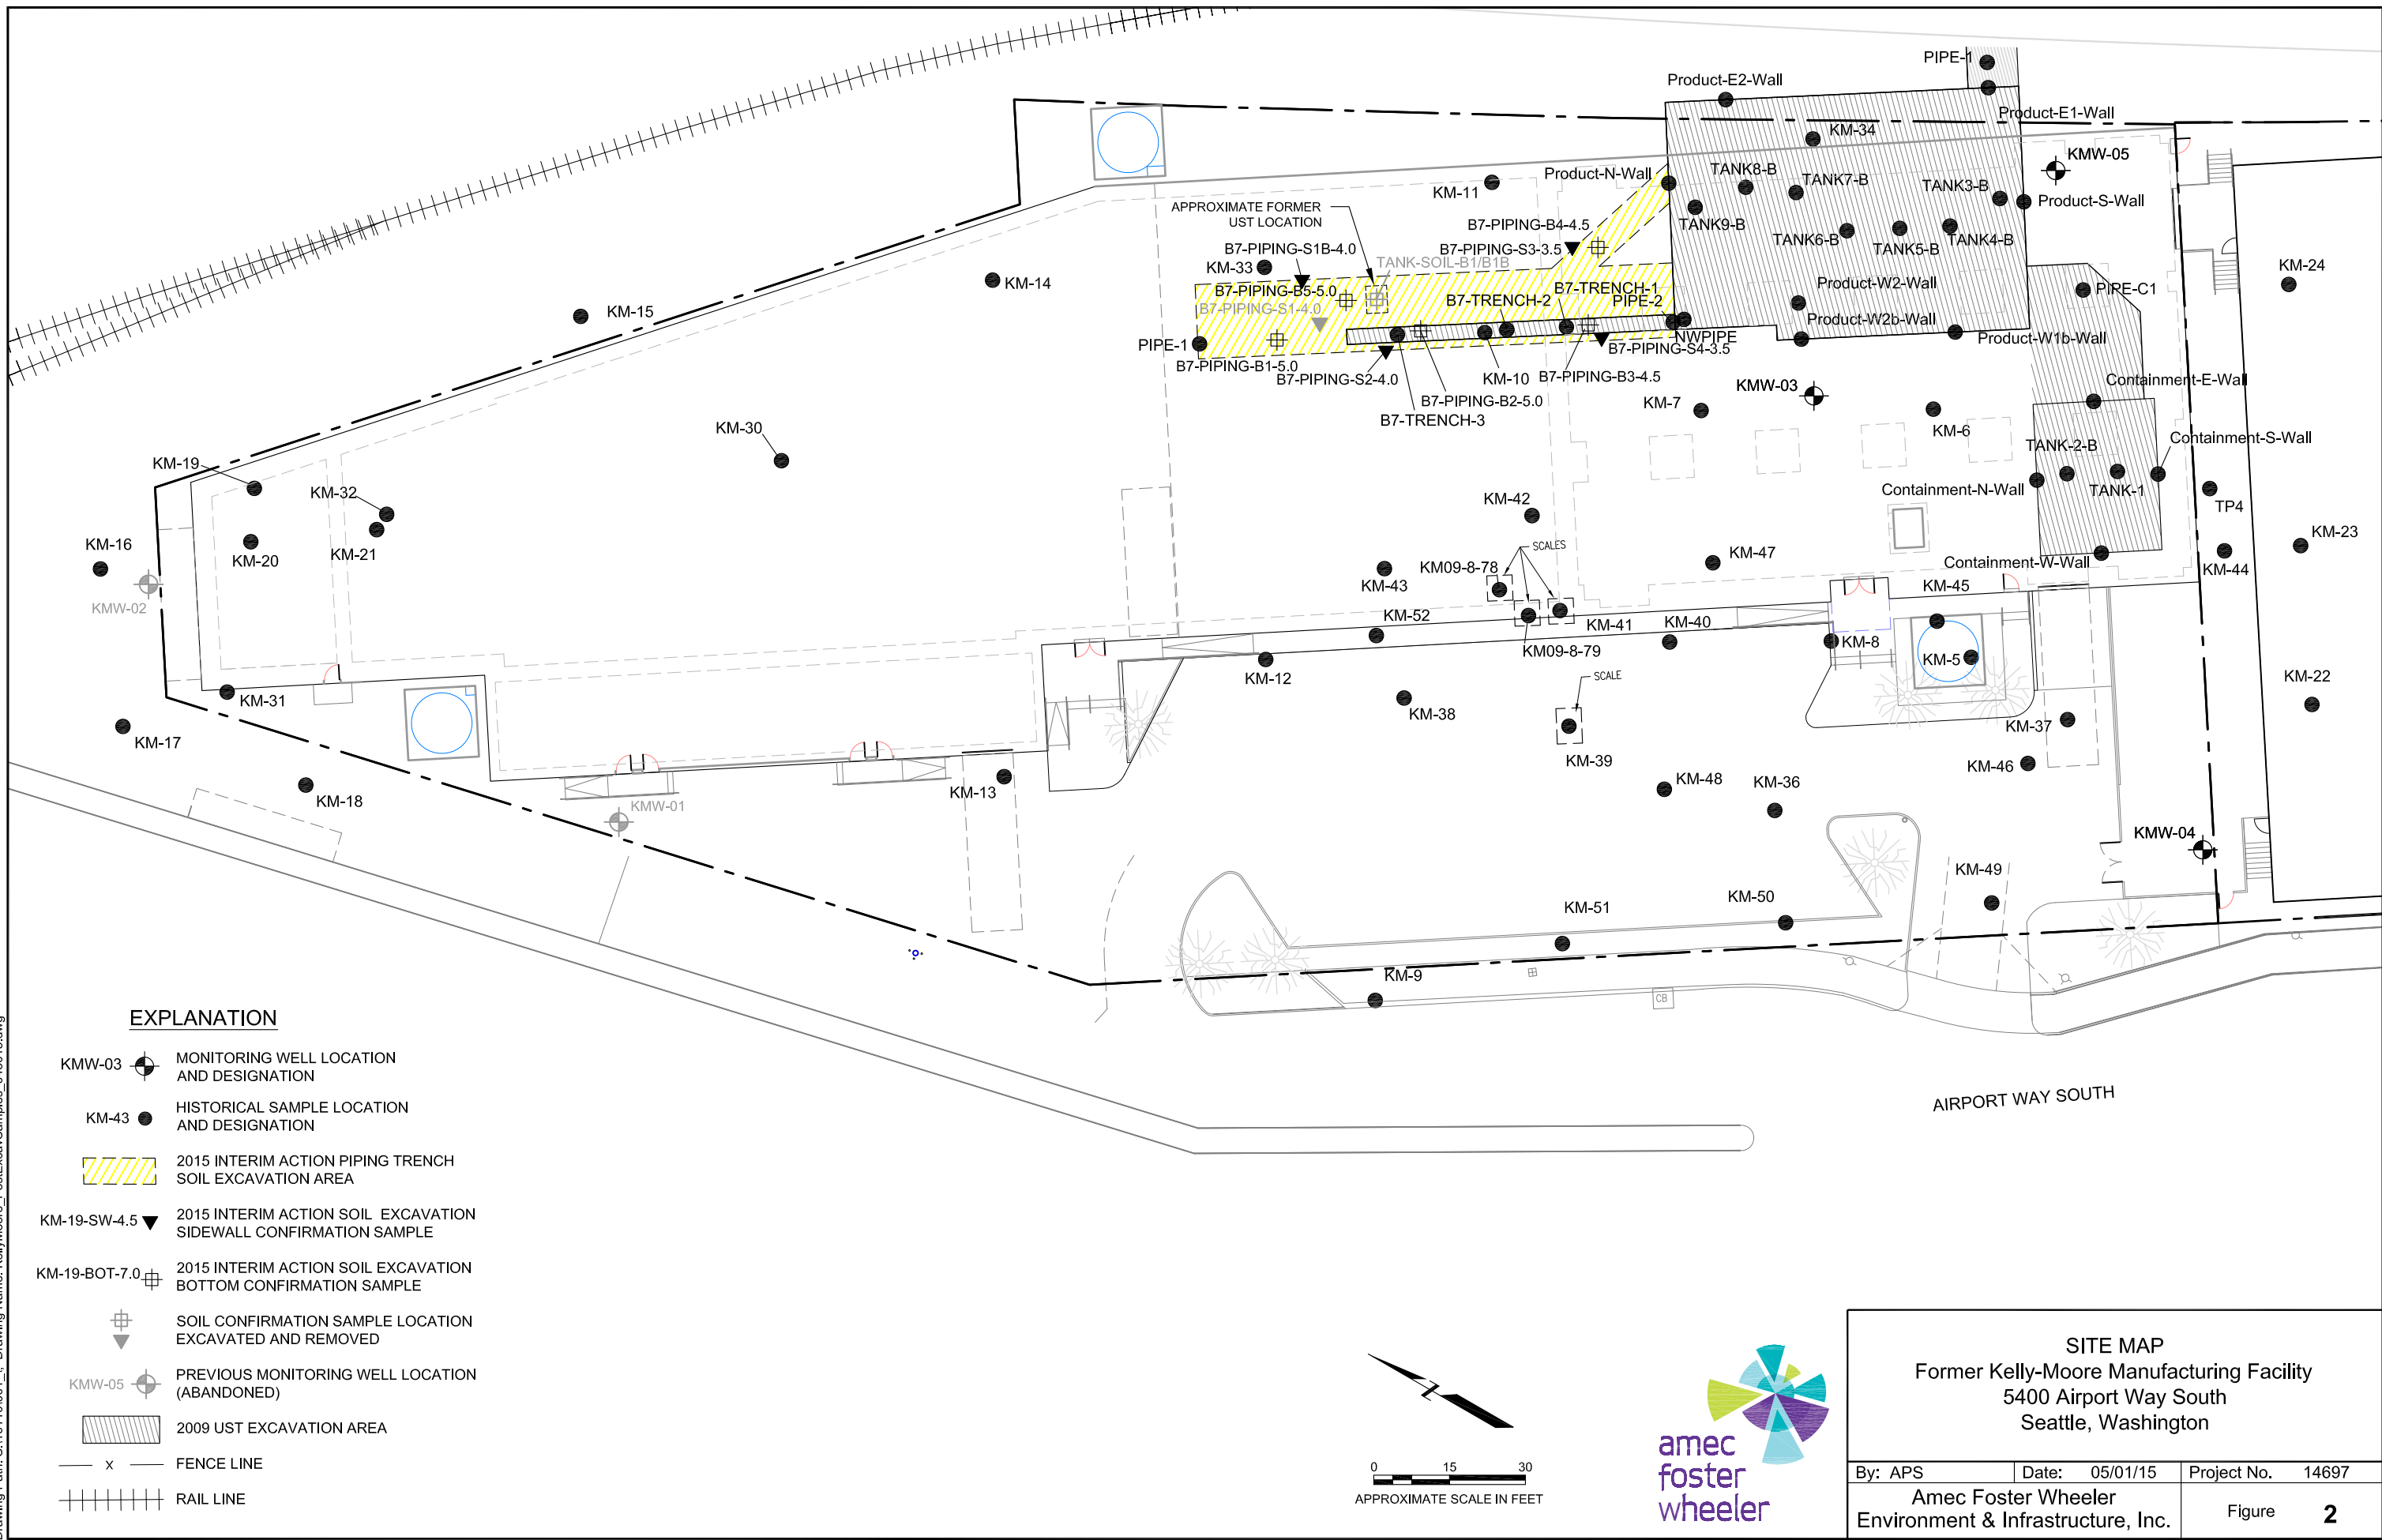 PIPE-1
Product-E2-Wall
Product-E1-Wall
KM-34
KMW-05
Product-N-Wall
TANK8-B
TANK7-B
TANK3-B
KM-11
Product-S-Wall
APPROXIMATE FORMER
UST LOCATION
B7-PIPING-B4-4.5
TANK9-B
TANK6-B
TANK5-B
TANK4-B
B7-PIPING-S1B-4.0
B7-PIPING-S3-3.5
KM-33
TANK-SOIL-B1/B1B
KM-24
KM-14
B7-PIPING-B5-5.0
B7-TRENCH-1
Product-W2-Wall
PIPE-C1
B7-TRENCH-2
PIPE-2
KM-15
B7-PIPING-S1-4.0
Product-W2b-Wall
PIPE-1
NWPIPE
Product-W1b-Wall
B7-PIPING-S4-3.5
B7-PIPING-B1-5.0
B7-PIPING-S2-4.0
KM-10
B7-PIPING-B3-4.5
KMW-03
Containment-E-Wall
B7-PIPING-B2-5.0
KM-7
B7-TRENCH-3
KM-30
KM-6
Containment-S-Wall
TANK-2-B
KM-19
KM-32
KM-42
Containment-N-Wall
TANK-1
TP4
KM-16
KM-20
KM-21
SCALES
KM-47
KM-23
KM09-8-78
KM-43
Containment-W-Wall
KM-44
KMW-02
KM-45
KM-52
KM-41
KM-40
KM-8
KM09-8-79
KM-5
KM-12
SCALE
KM-22
KM-31
KM-38
KM-37
KM-17
KM-39
KM-46
KM-18
KMW-01
KM-13
KM-48
KM-36
KMW-04
KM-49
KM-51
KM-50
KM-9
CB
AIRPORT WAY SOUTH
EXPLANATION
KMW-03
MONITORING WELL LOCATION
AND DESIGNATION
KM-43
HISTORICAL SAMPLE LOCATION
AND DESIGNATION
2015 INTERIM ACTION PIPING TRENCH
SOIL EXCAVATION AREA
KM-19-SW-4.5
2015 INTERIM ACTION SOIL EXCAVATION
SIDEWALL CONFIRMATION SAMPLE
KM-19-BOT-7.0
2015 INTERIM ACTION SOIL EXCAVATION
BOTTOM CONFIRMATION SAMPLE
SOIL CONFIRMATION SAMPLE LOCATION
EXCAVATED AND REMOVED
KMW-05
PREVIOUS MONITORING WELL LOCATION
(ABANDONED)
2009 UST EXCAVATION AREA
X
FENCE LINE
RAIL LINE
0 15 30
APPROXIMATE SCALE IN FEET
amec
foster
wheeler
SITE MAP
Former Kelly-Moore Manufacturing Facility
5400 Airport Way South
Seattle, Washington
By: APS Date: 05/01/15 Project No. 14697
Amec Foster Wheeler
Environment & Infrastructure, Inc.
Figure 2